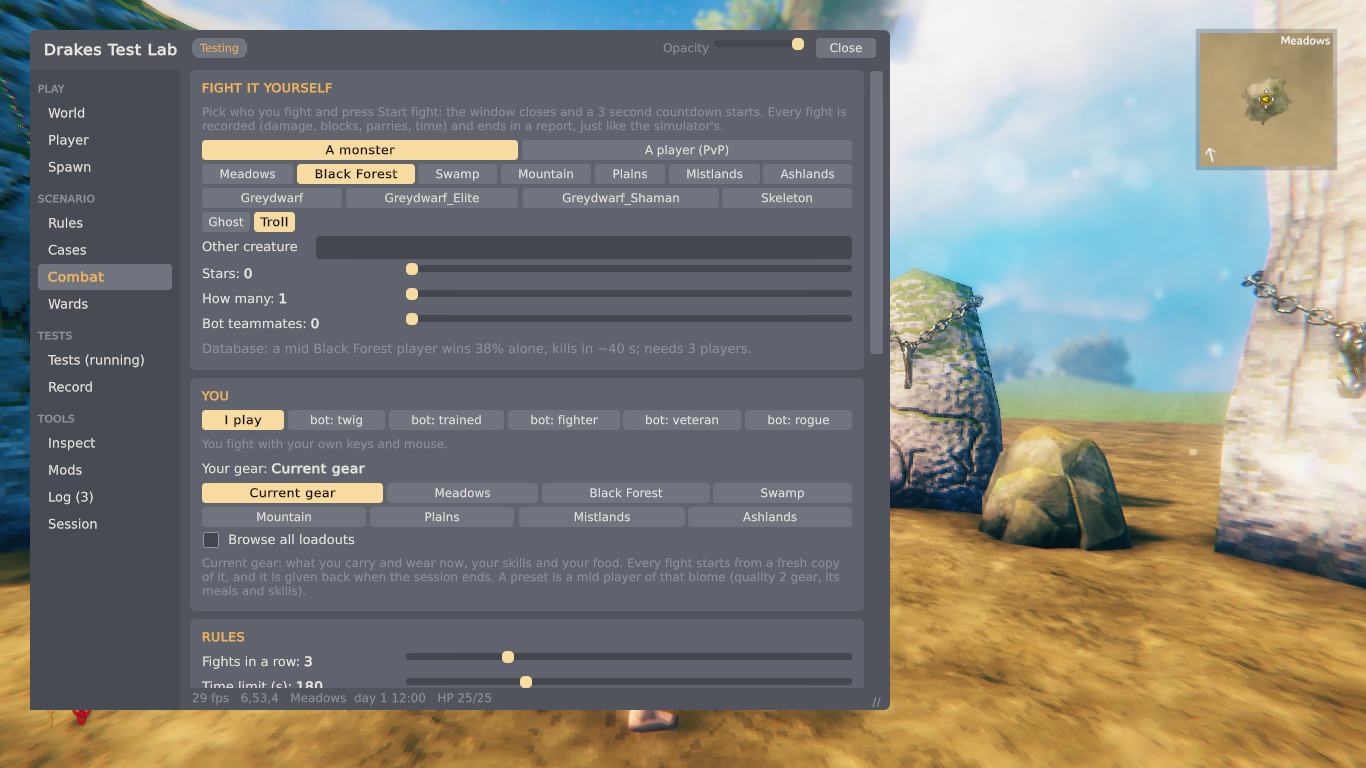 Drakes Test Lab
Testing
Opacity
Close
Meadows
PLAY
World
Player
Spawn
SCENARIO
Rules
Cases
Combat
Wards
TESTS
Tests (running)
Record
TOOLS
Inspect
Mods
Log (3)
Session
FIGHT IT YOURSELF
Pick who you fight and press Start fight: the window closes and a 3 second countdown starts. Every fight is
recorded (damage, blocks, parries, time) and ends in a report, just like the simulator's.
A monster A player (PvP)
Meadows Black Forest Swamp Mountain Plains Mistlands Ashlands
Greydwarf Greydwarf_Elite Greydwarf_Shaman Skeleton
Ghost Troll
Other creature
Stars: 0
How many: 1
Bot teammates: 0
Database: a mid Black Forest player wins 38% alone, kills in ~40 s; needs 3 players.
YOU
I play bot: twig bot: trained bot: fighter bot: veteran bot: rogue
You fight with your own keys and mouse.
Your gear: Current gear
Current gear Meadows Black Forest Swamp
Mountain Plains Mistlands Ashlands
Browse all loadouts
Current gear: what you carry and wear now, your skills and your food. Every fight starts from a fresh copy
of it, and it is given back when the session ends. A preset is a mid player of that biome (quality 2 gear, its
meals and skills).
RULES
Fights in a row: 3
Time limit (s): 180
29 fps 6,53,4 Meadows day 1 12:00 HP 25/25
//